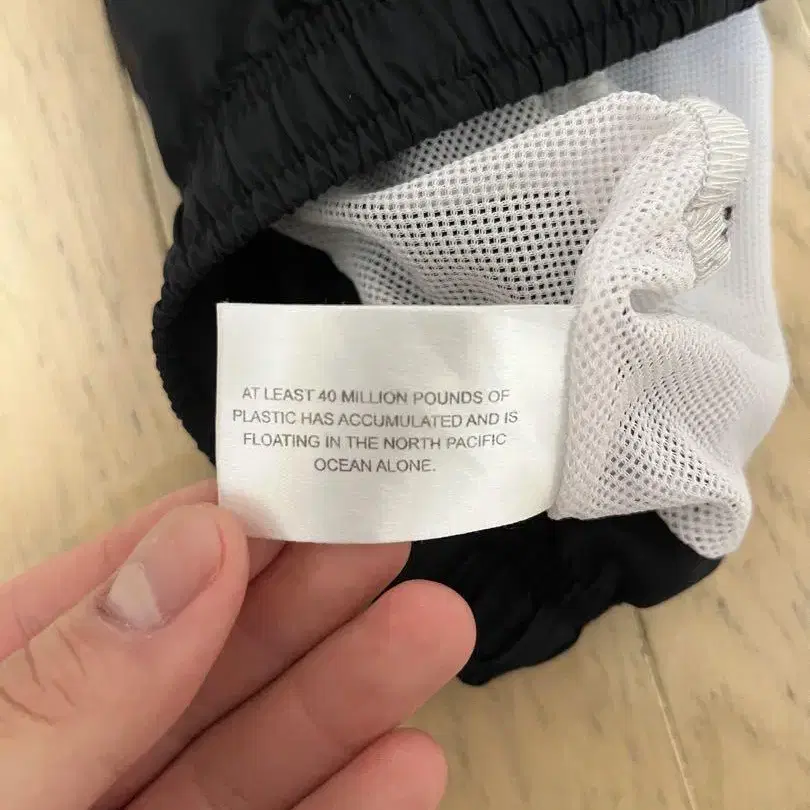 AT LEAST 40 MILLION POUNDS OF
PLASTIC HAS ACCUMULATED AND IS
FLOATING IN THE NORTH PACIFIC
OCEAN ALONE.